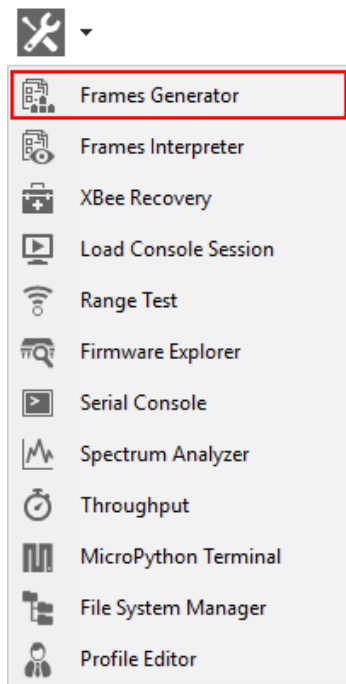 Frames Generator
Frames Interpreter
XBee Recovery
Load Console Session
Range Test
Firmware Explorer
Serial Console
Spectrum Analyzer
Throughput
MicroPython Terminal
File System Manager
Profile Editor